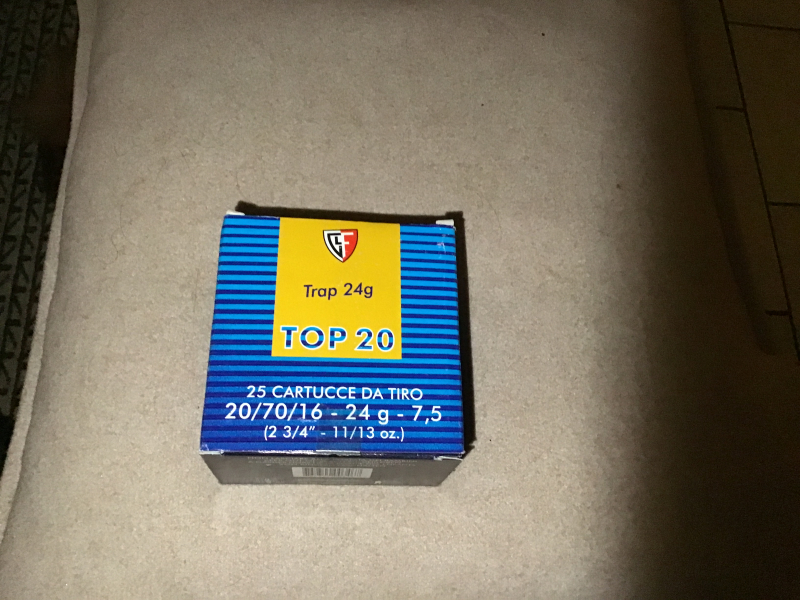 Trap 24g
TOP 20
25 CARTUCCE DA TIRO
20/70/16 - 24 g - 7,5
(2 3/4" - 11/13 oz.)